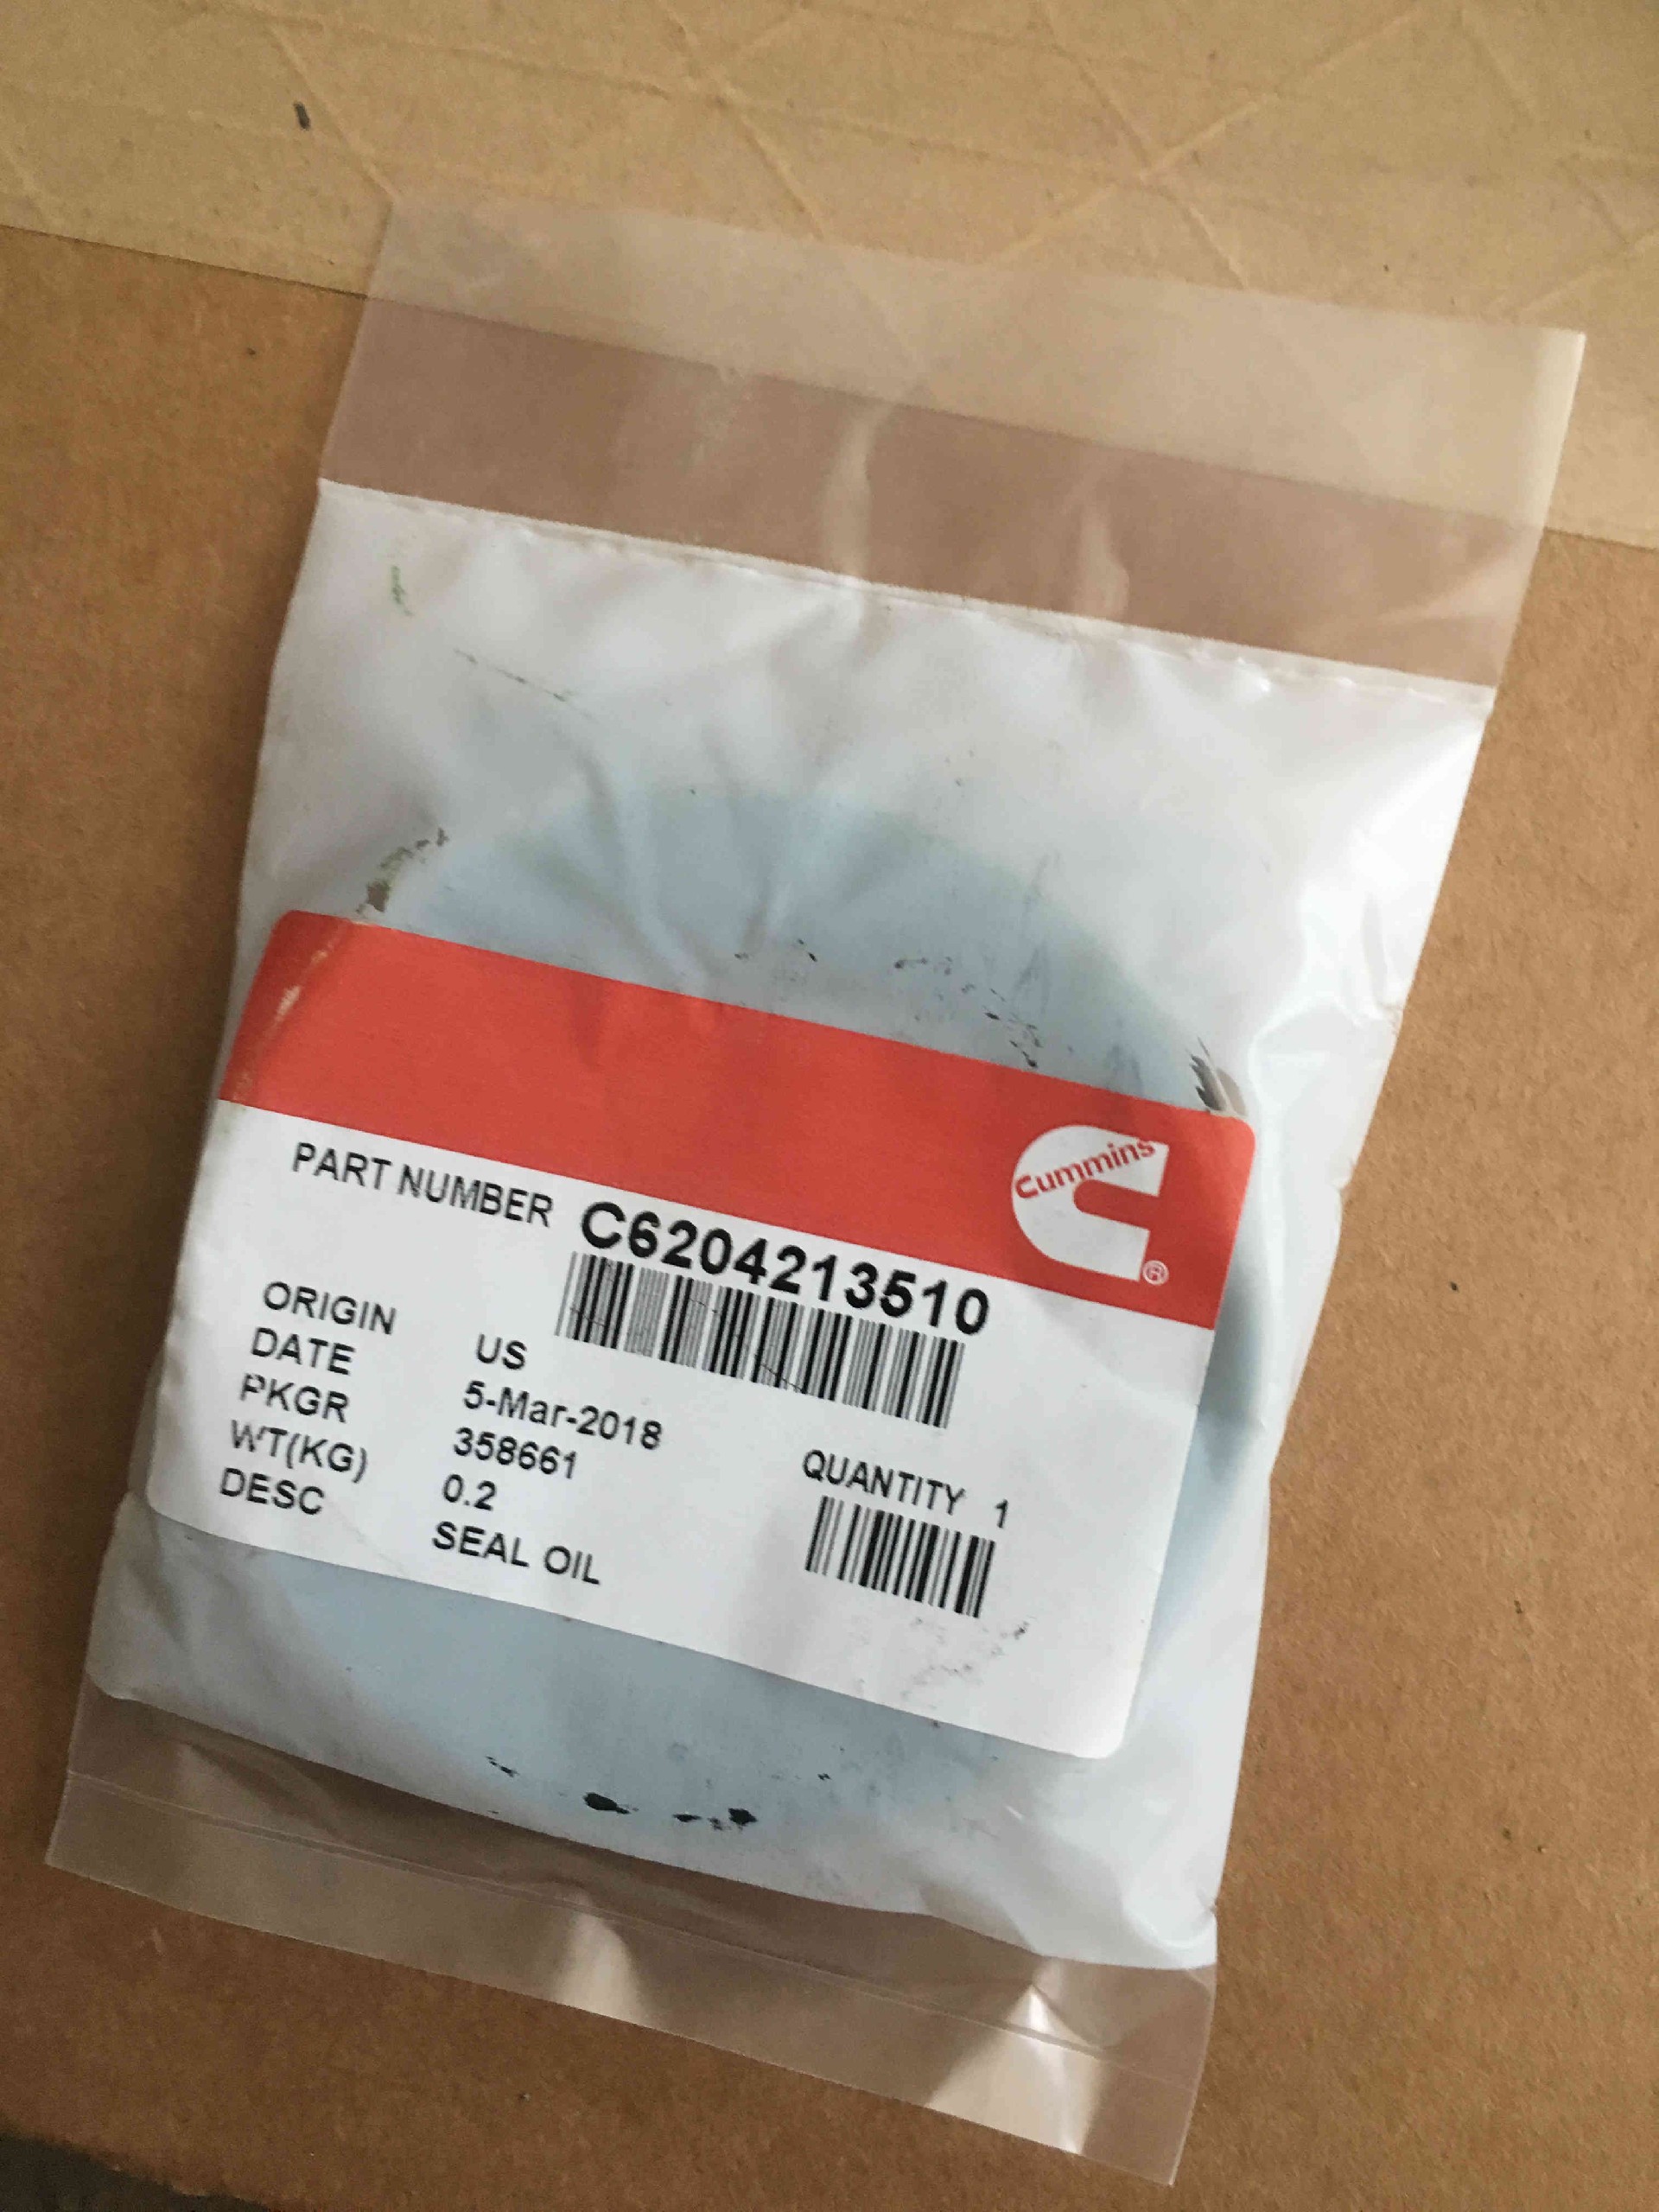 cummins
®
PART NUMBER C6204213510
ORIGIN US
DATE 5-Mar-2018
PKGR 358661
WT(KG) 0.2
DESC SEAL OIL
QUANTITY 1